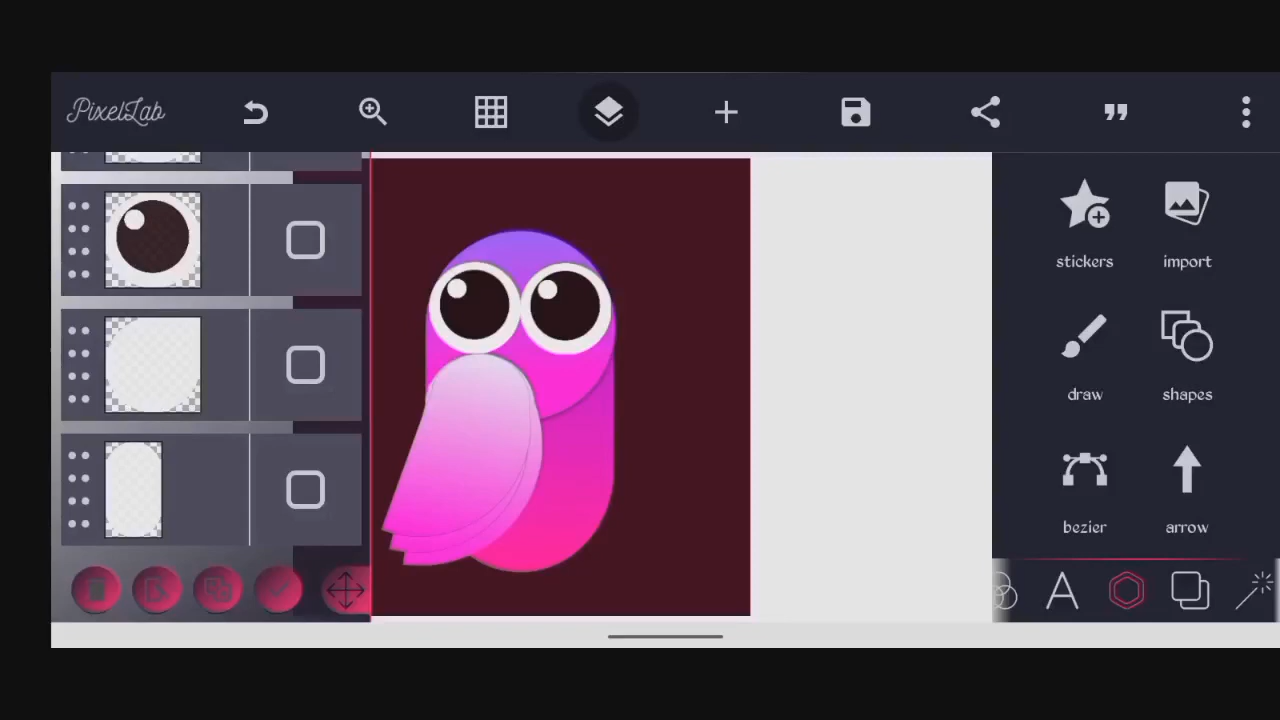 PixelLab
stickers
import
draw
shapes
bezier
arrow